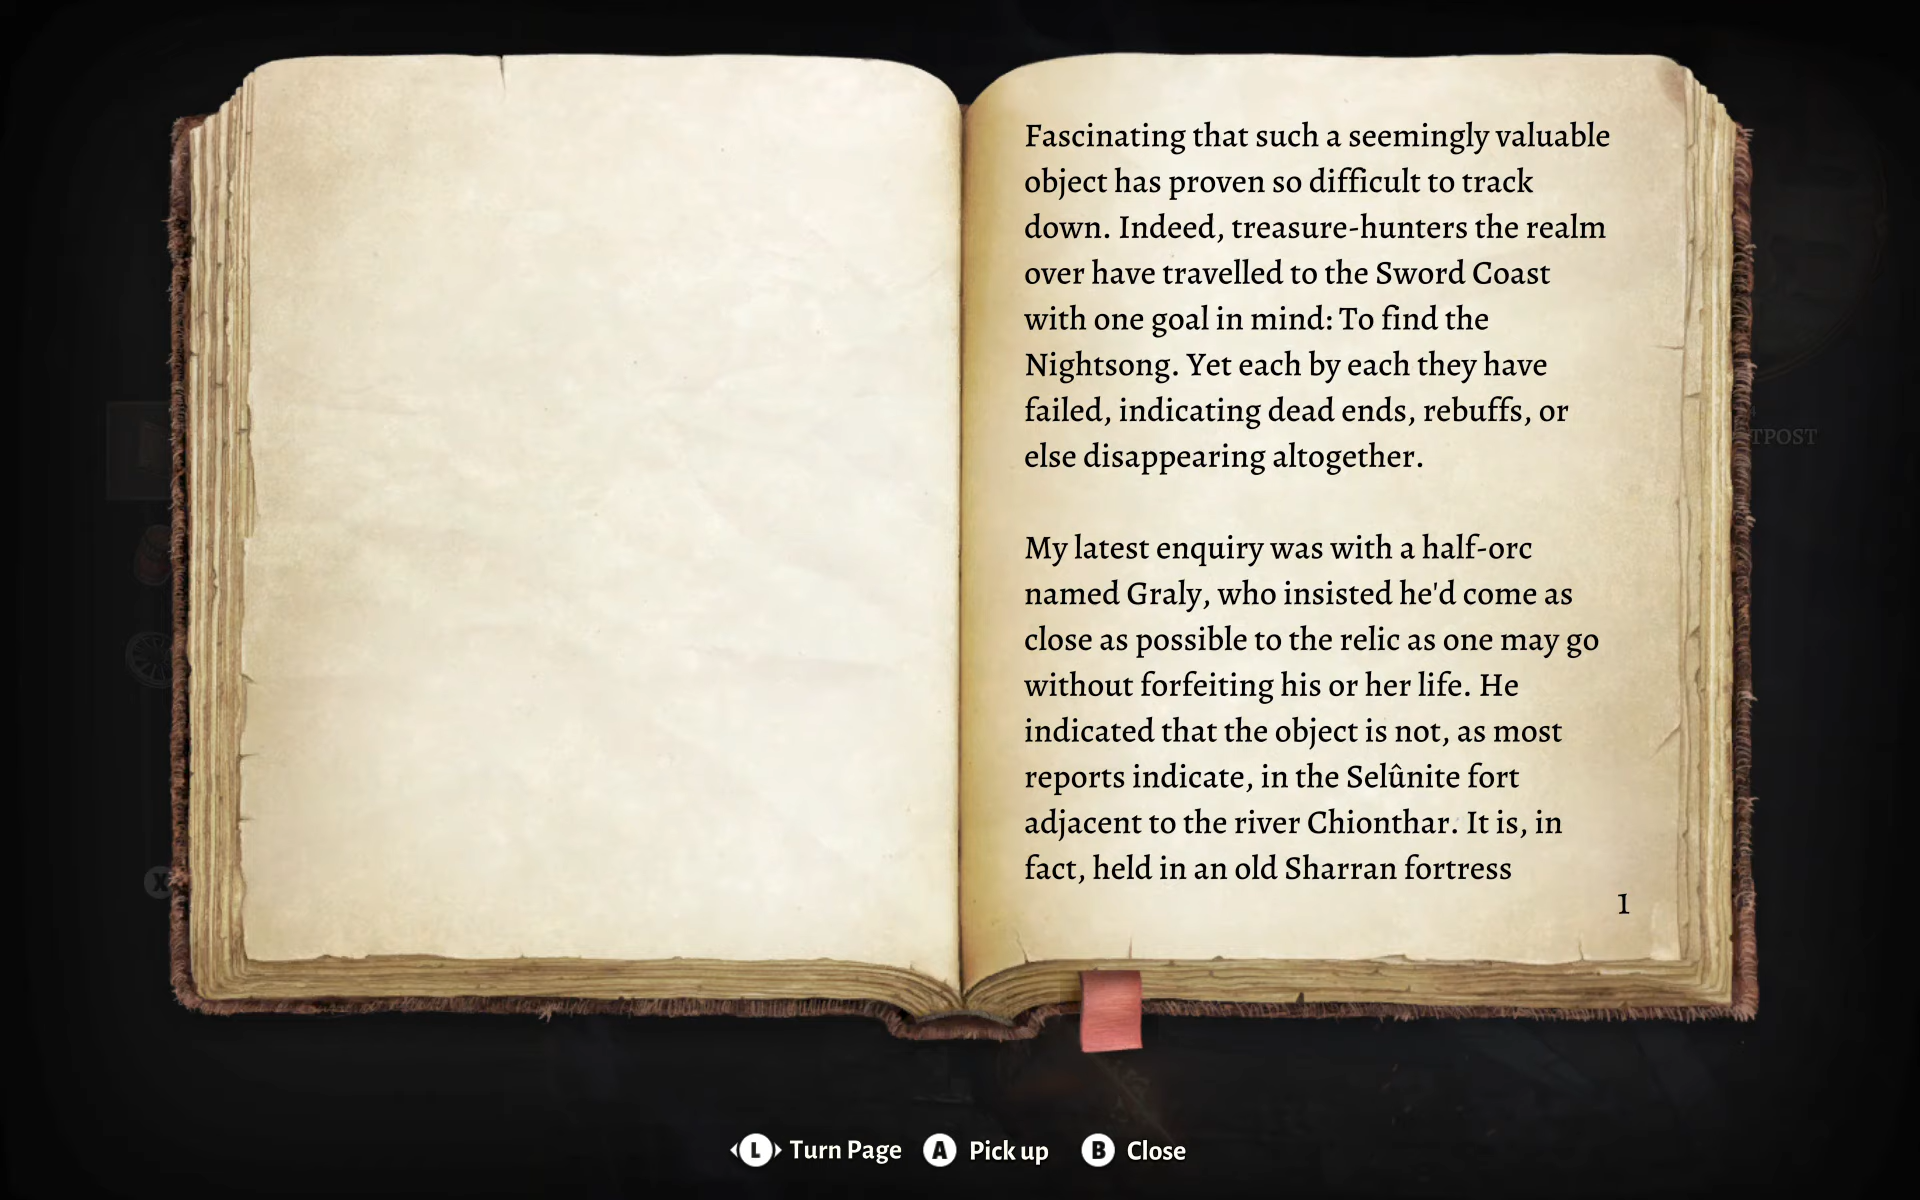 Fascinating that such a seemingly valuable
object has proven so difficult to track
down. Indeed, treasure-hunters the realm
over have travelled to the Sword Coast
with one goal in mind: To find the
Nightsong. Yet each by each they have
failed, indicating dead ends, rebuffs, or
else disappearing altogether.
My latest enquiry was with a half-orc
named Graly, who insisted he'd come as
close as possible to the relic as one may go
without forfeiting his or her life. He
indicated that the object is not, as most
reports indicate, in the Selûnite fort
adjacent to the river Chionthar. It is, in
fact, held in an old Sharran fortress
1
TPOST
X
L Turn Page A Pick up B Close